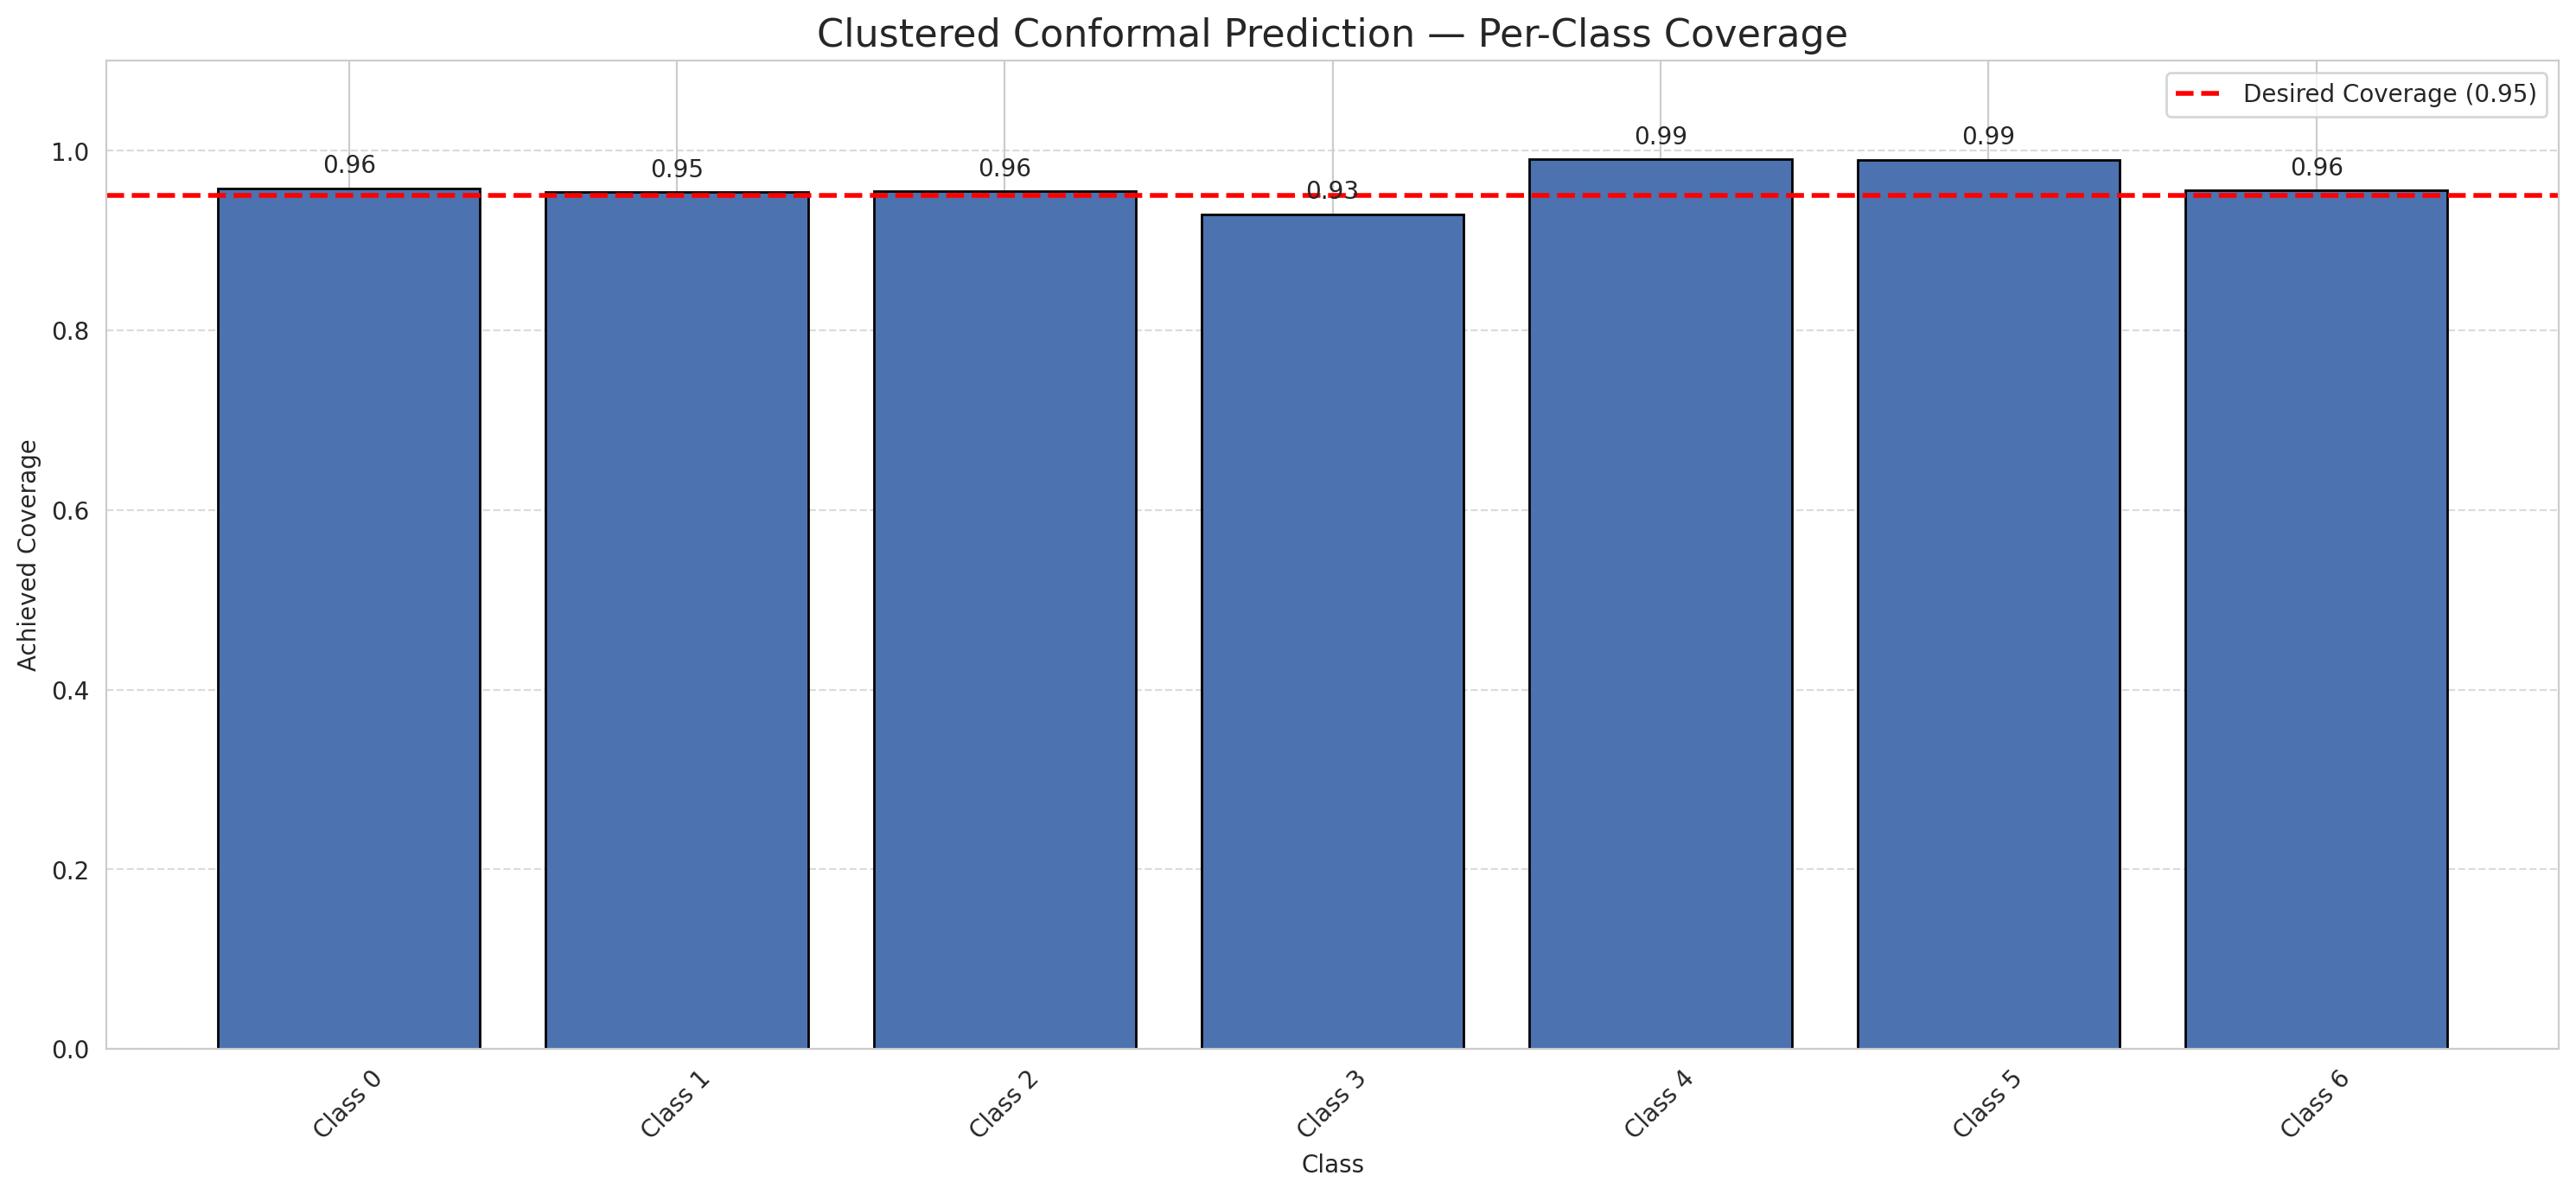 Clustered Conformal Prediction — Per-Class Coverage
Desired Coverage (0.95)
Achieved Coverage
1.0
0.8
0.6
0.4
0.2
0.0
0.96
0.95
0.96
0.93
0.99
0.99
0.96
Class 0
Class 1
Class 2
Class 3
Class 4
Class 5
Class 6
Class